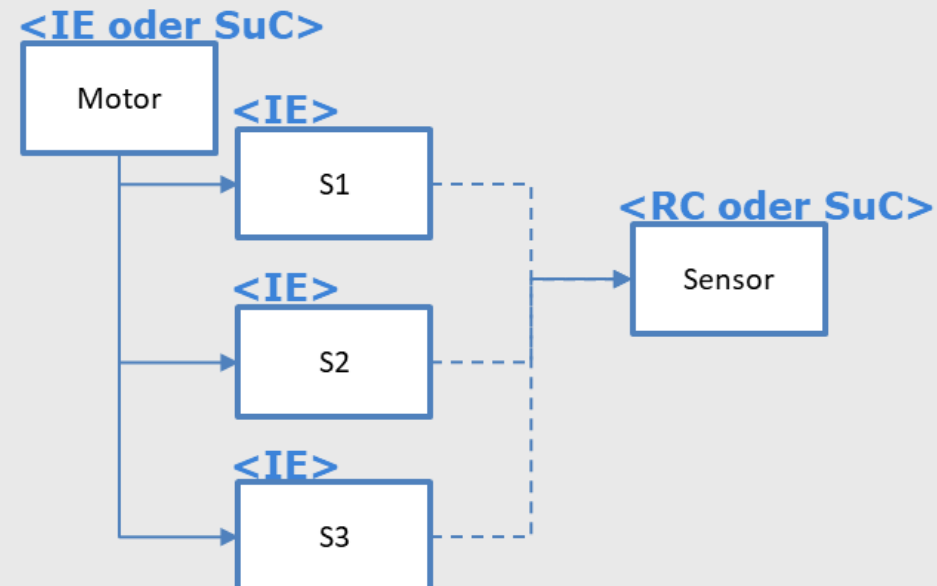 <IE oder SuC>
Motor
<IE>
S1
<RC oder SuC>
Sensor
<IE>
S2
<IE>
S3